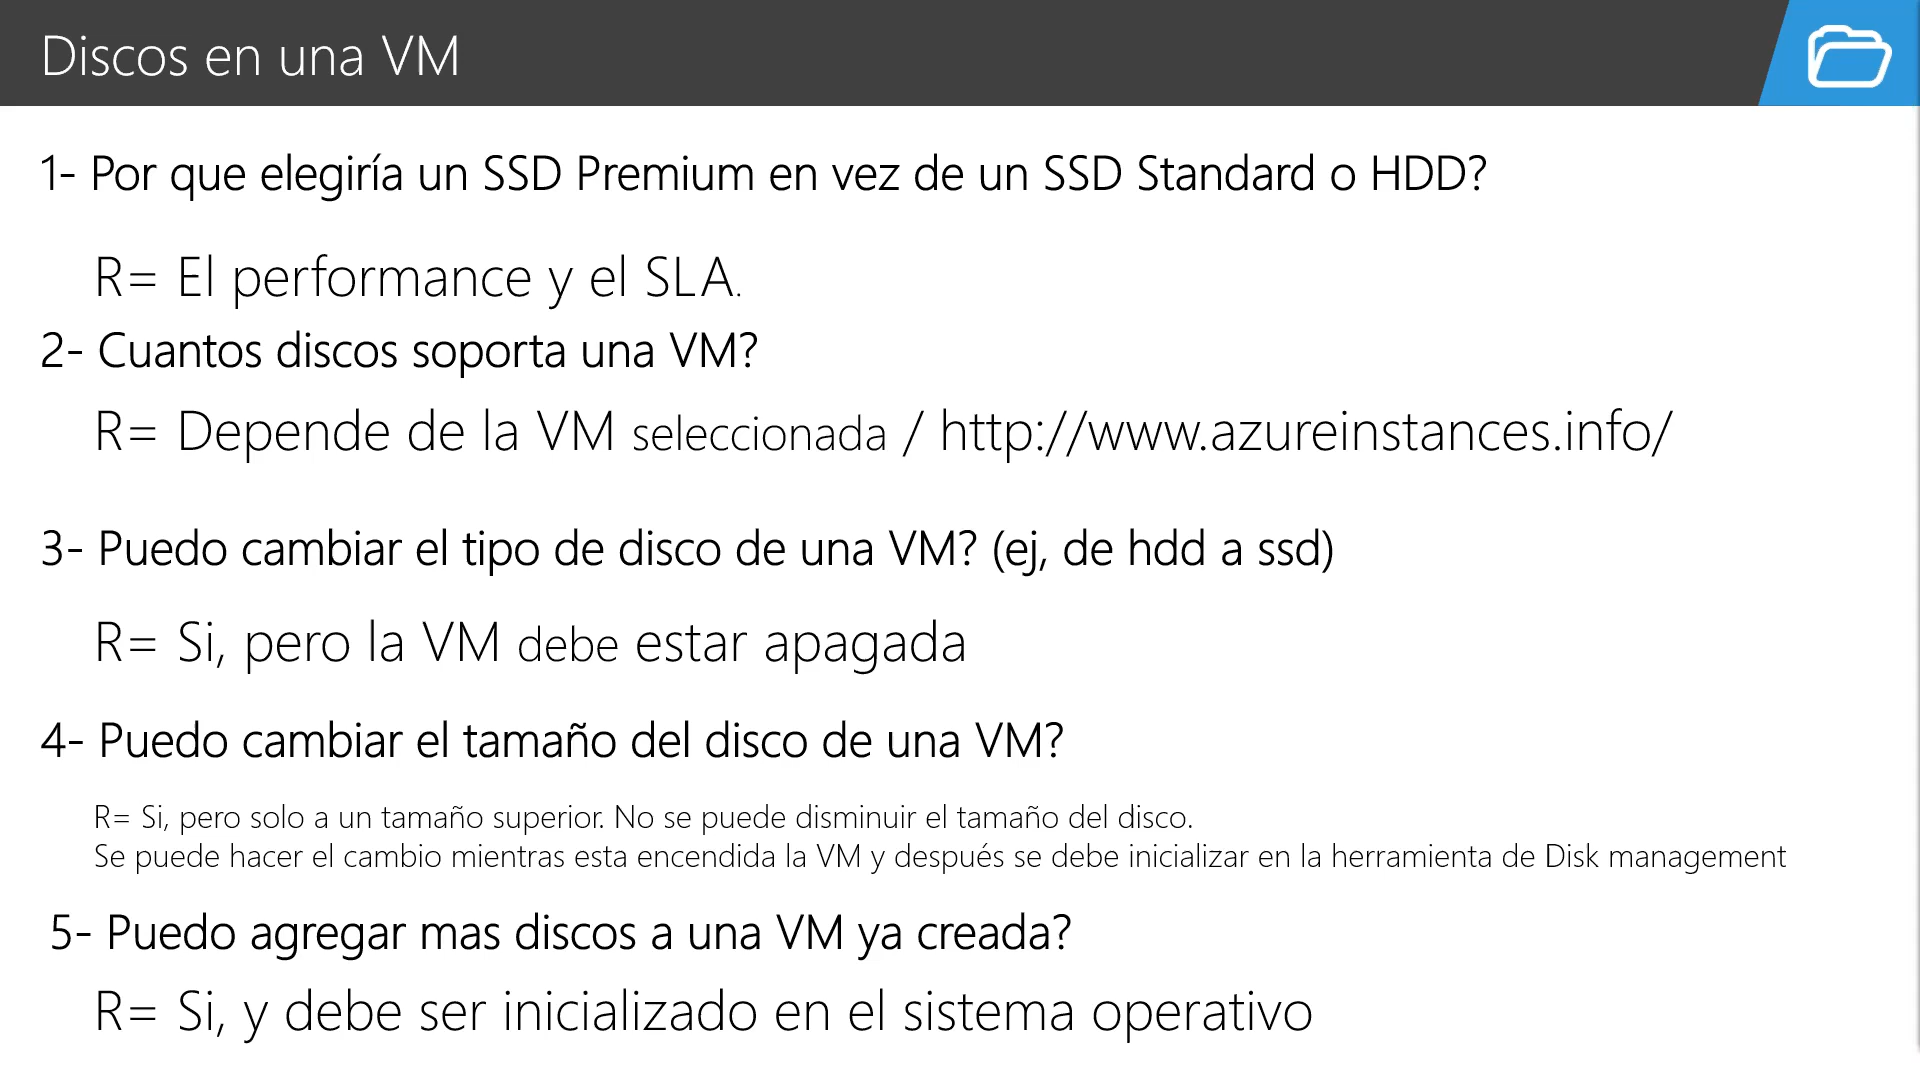 Discos en una VM
1- Por que elegiría un SSD Premium en vez de un SSD Standard o HDD?
R= El performance y el SLA.
2- Cuantos discos soporta una VM?
R= Depende de la VM seleccionada / http://www.azureinstances.info/
3- Puedo cambiar el tipo de disco de una VM? (ej, de hdd a ssd)
R= Si, pero la VM debe estar apagada
4- Puedo cambiar el tamaño del disco de una VM?
R= Si, pero solo a un tamaño superior. No se puede disminuir el tamaño del disco.
Se puede hacer el cambio mientras esta encendida la VM y después se debe inicializar en la herramienta de Disk management
5- Puedo agregar mas discos a una VM ya creada?
R= Si, y debe ser inicializado en el sistema operativo